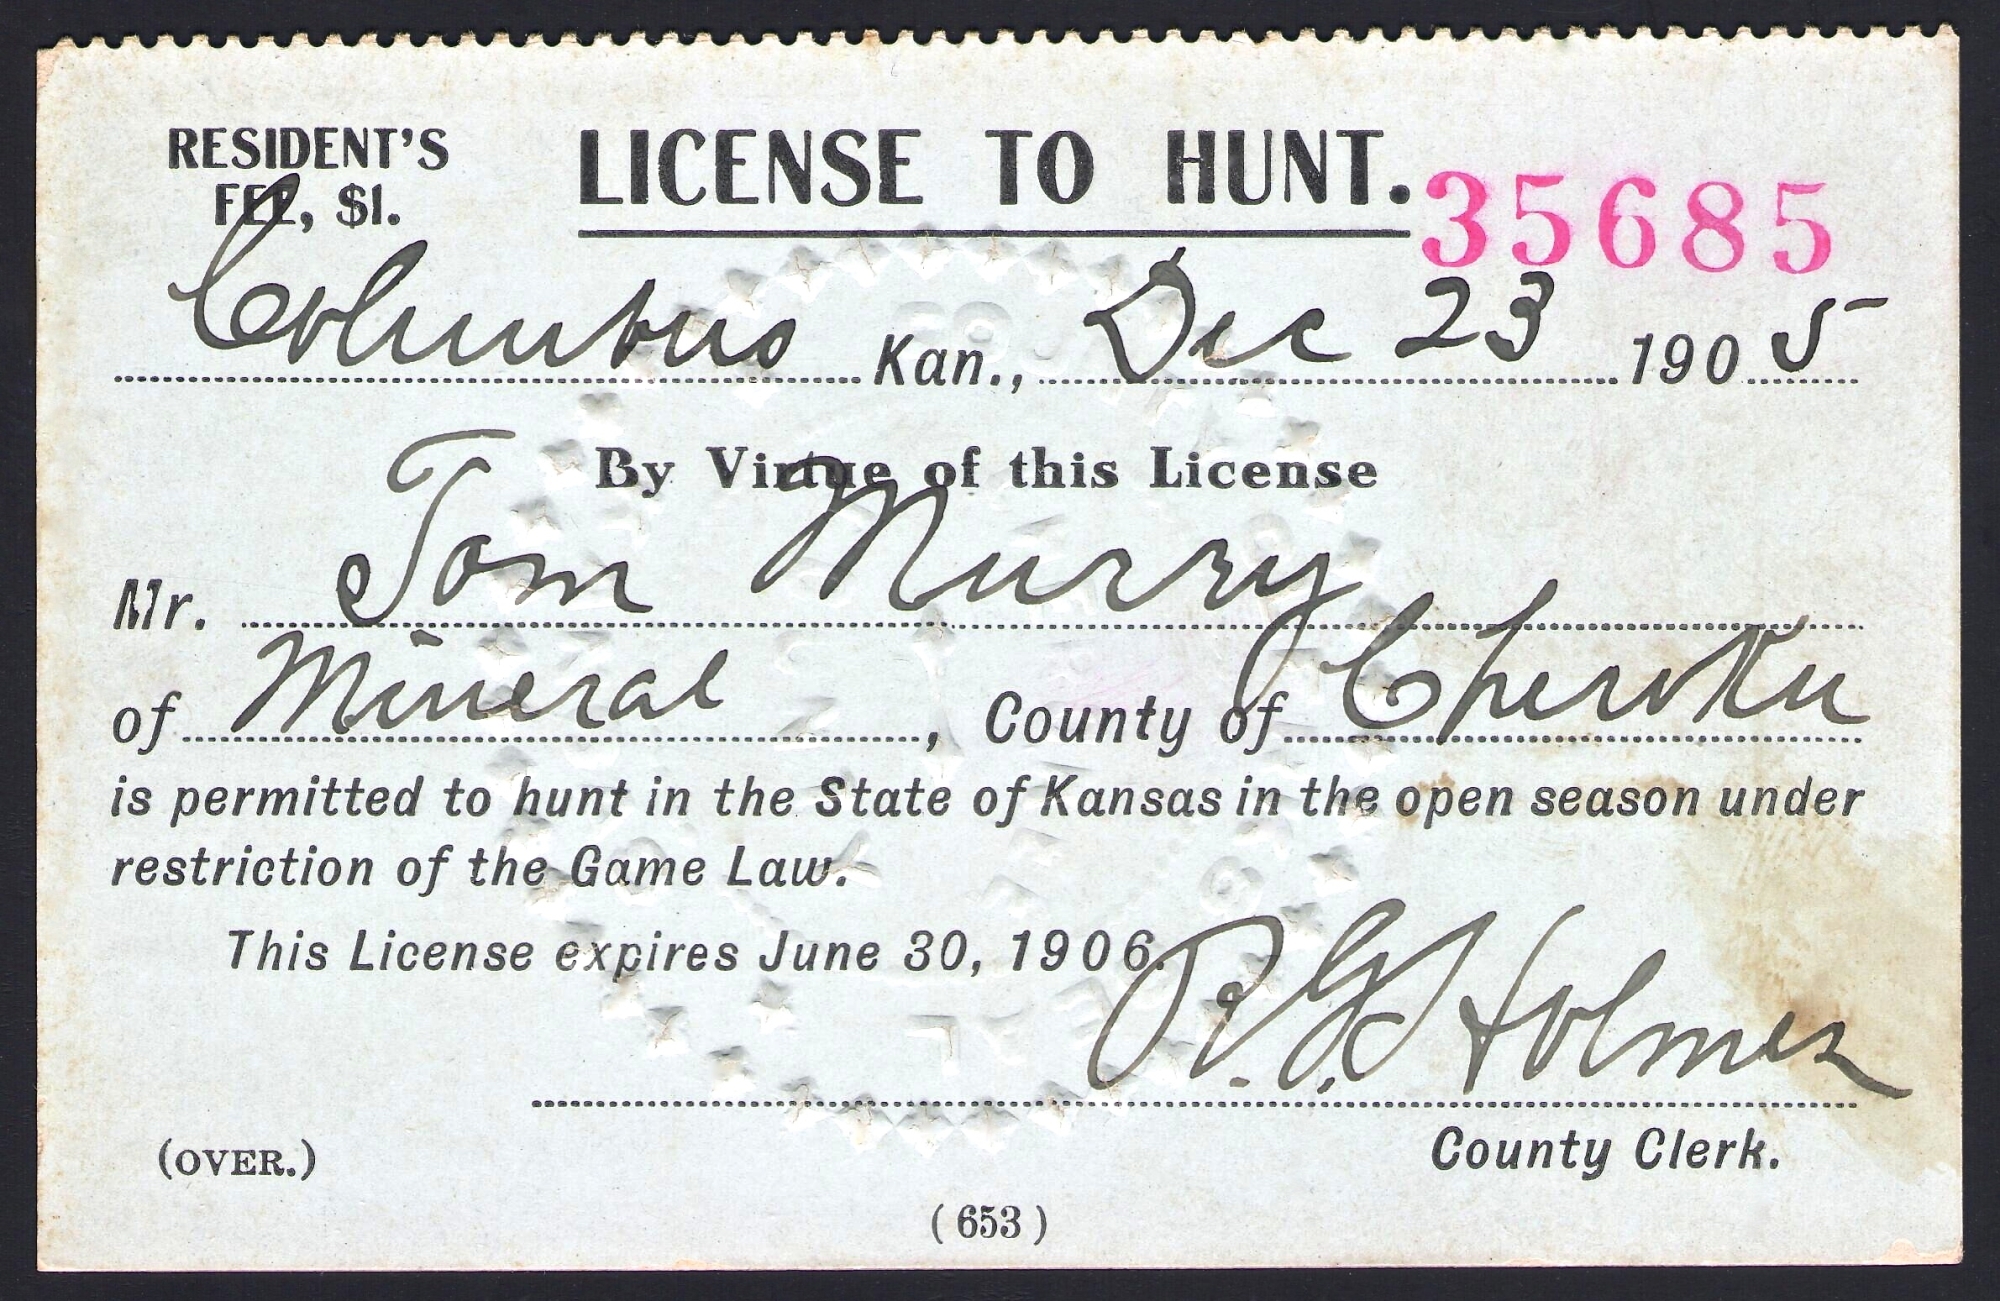 RESIDENT'S
FEE, $1.
LICENSE TO HUNT.
35685
Columbus Kan., Dec 23 1905
By Virtue of this License
Mr. Tom Murry
of Mineral, County of Cherokee
is permitted to hunt in the State of Kansas in the open season under
restriction of the Game Law.
This License expires June 30, 1906.
R. G. Holmes
County Clerk.
(OVER.)
(653)